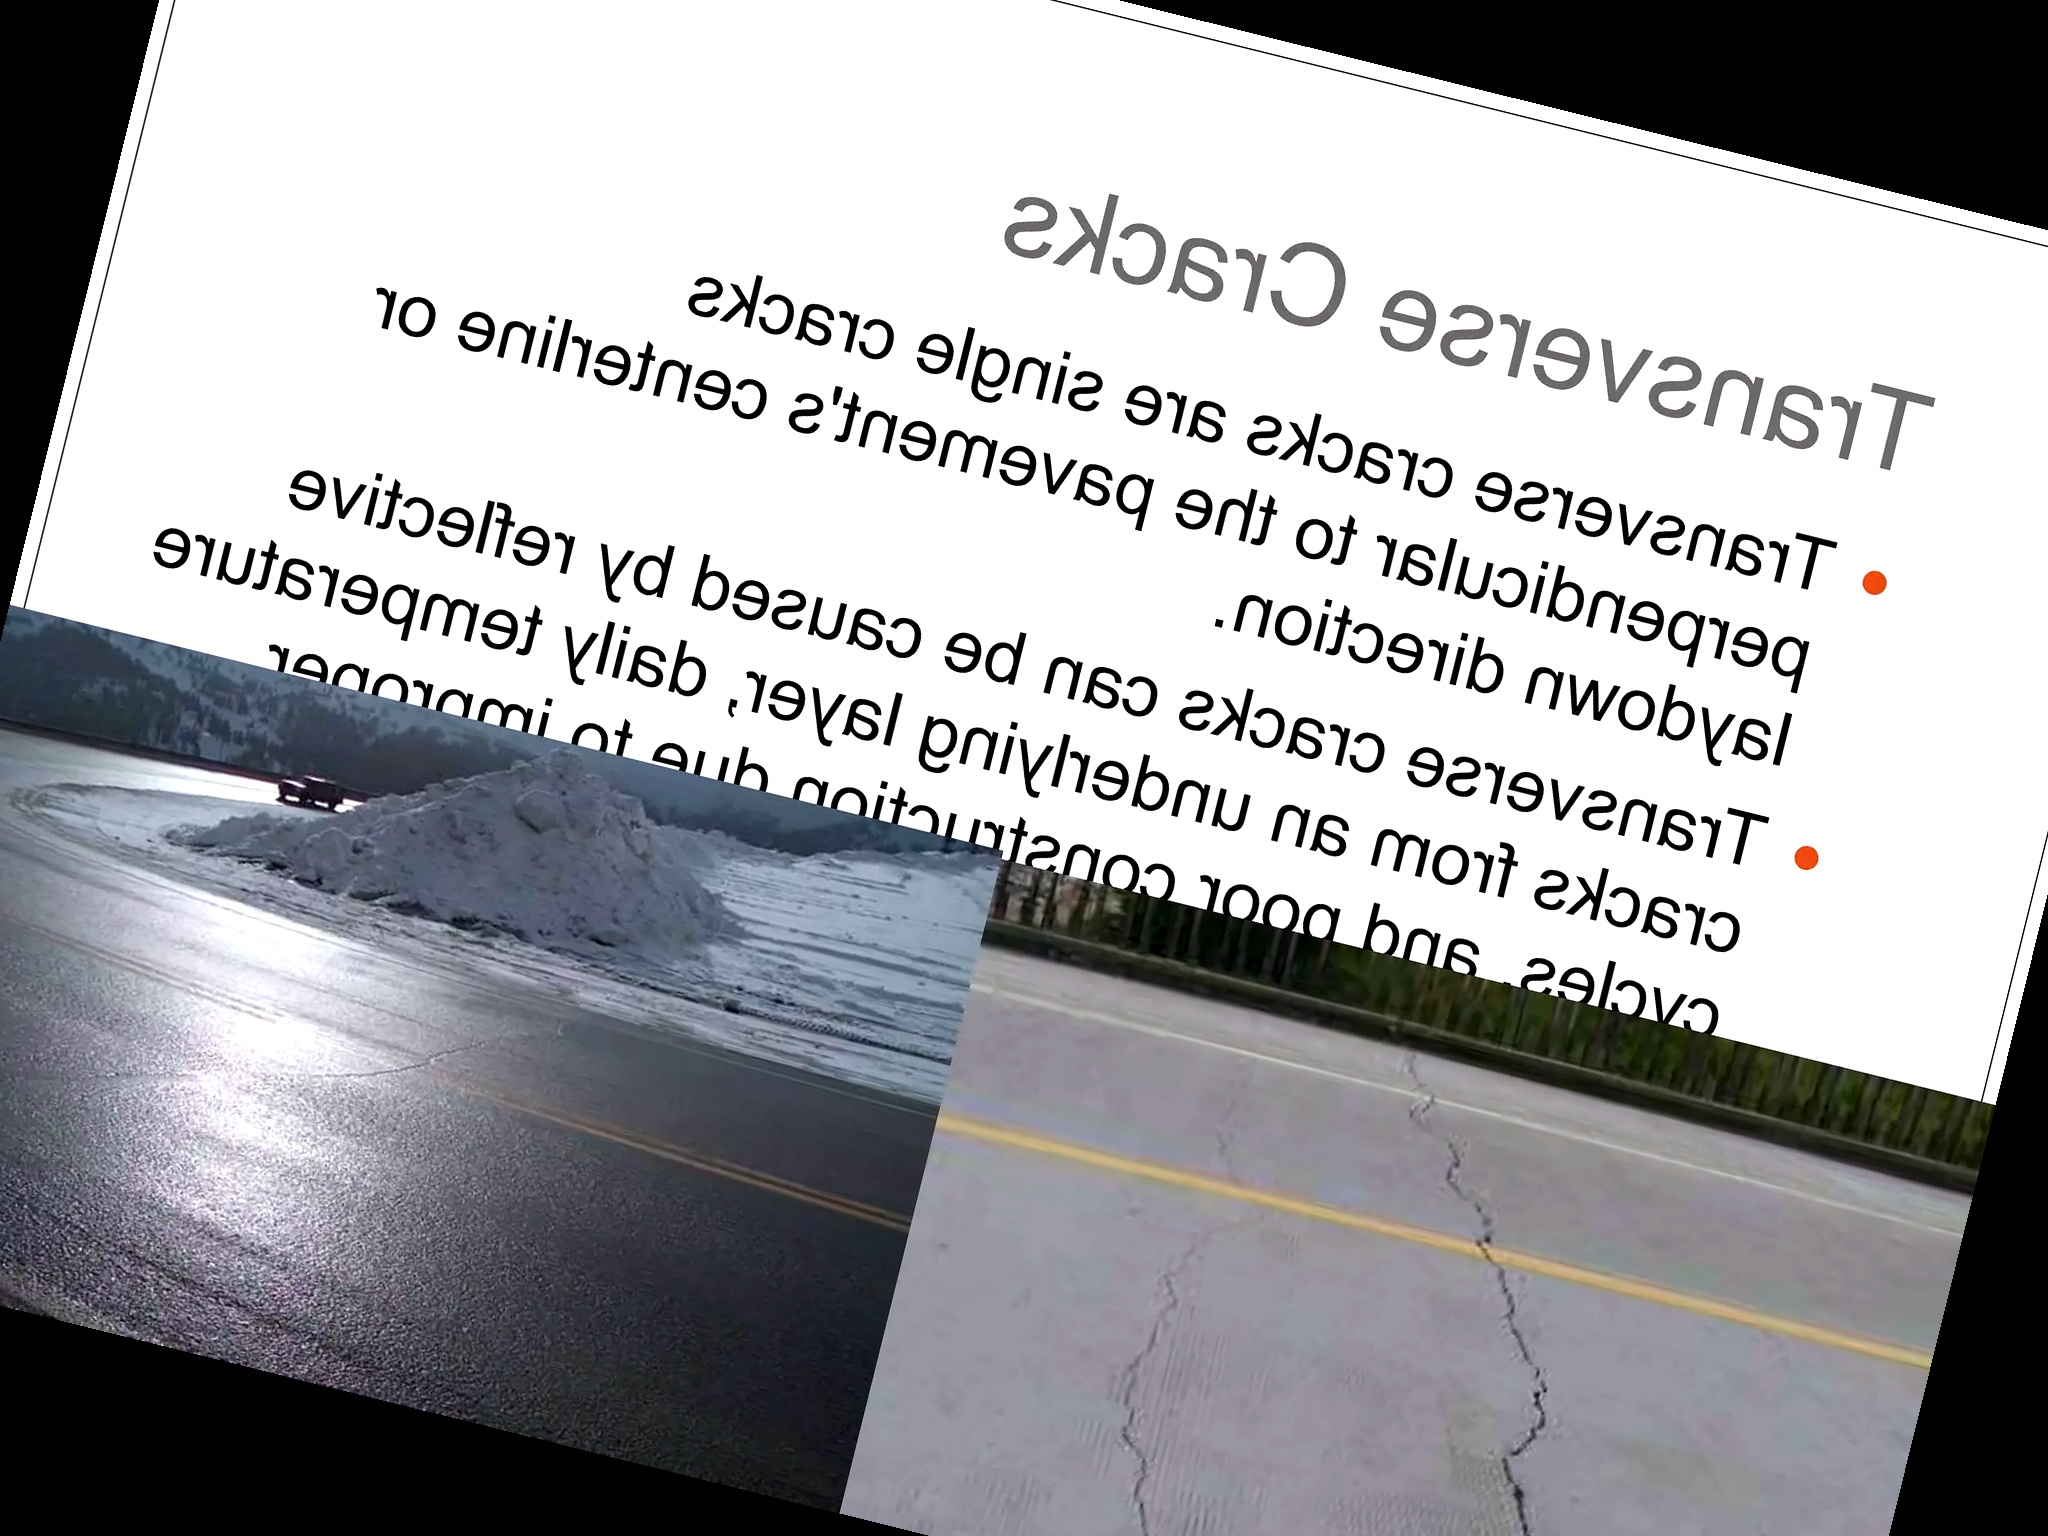 Transverse Cracks
• Transverse cracks are single cracks
perpendicular to the pavement's centerline or
laydown direction.
• Transverse cracks can be caused by reflective
cracks from an underlying layer, daily temperature
cycles, and poor construction due to improper